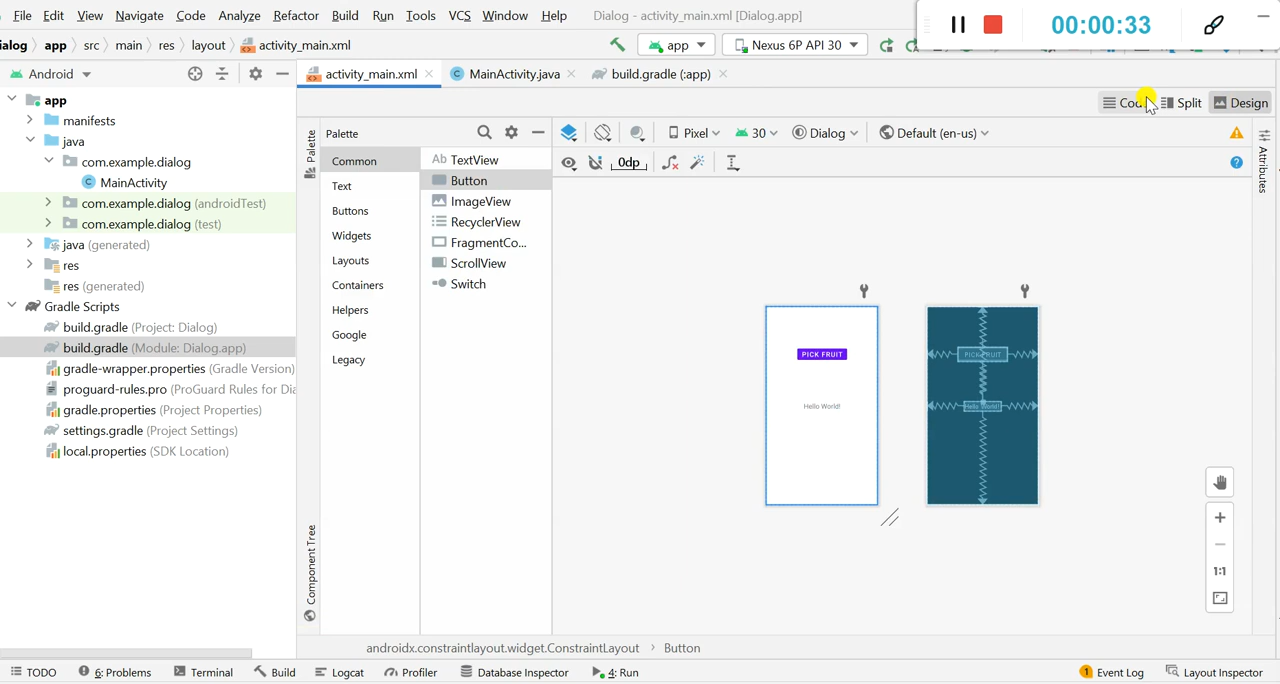 File Edit View Navigate Code Analyze Refactor Build Run Tools VCS Window Help Dialog - activity_main.xml [Dialog.app]
00:00:33
app src main res layout activity_main.xml
app Nexus 6P API 30
Android
activity_main.xml MainActivity.java build.gradle (:app)
Split Design
app
manifests
java
com.example.dialog
MainActivity
com.example.dialog (androidTest)
com.example.dialog (test)
java (generated)
res
res (generated)
Gradle Scripts
build.gradle (Project: Dialog)
build.gradle (Module: Dialog.app)
gradle-wrapper.properties (Gradle Version)
proguard-rules.pro (ProGuard Rules for Dia
gradle.properties (Project Properties)
settings.gradle (Project Settings)
local.properties (SDK Location)
Palette
Component Tree
Palette
Common
Text
Buttons
Widgets
Layouts
Containers
Helpers
Google
Legacy
Ab TextView
Button
ImageView
RecyclerView
FragmentCo...
ScrollView
Switch
Pixel 30 Dialog Default (en-us)
0dp
PICK FRUIT
Hello World!
PICK FRUIT
Hello World!
1:1
Attributes
androidx.constraintlayout.widget.ConstraintLayout Button
TODO 6: Problems Terminal Build Logcat Profiler Database Inspector 4: Run 1 Event Log Layout Inspector